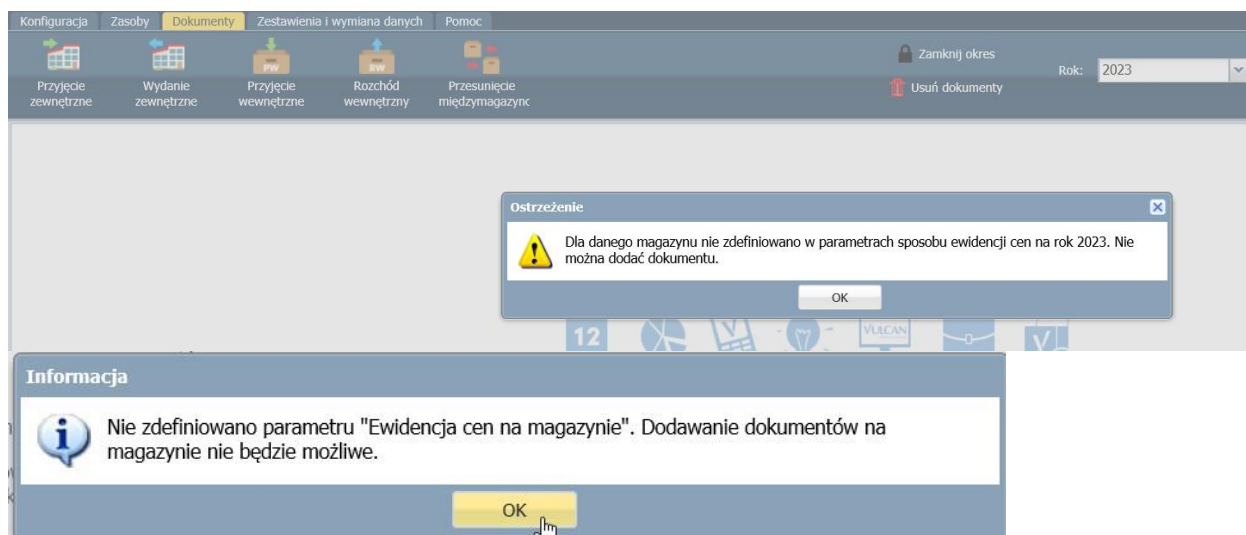 Konfiguracja Zasoby Dokumenty Zestawienia i wymiana danych Pomoc
Przyjęcie zewnętrzne
Wydanie zewnętrzne
PW
Przyjęcie wewnętrzne
RW
Rozchód wewnętrzny
Przesunięcie międzymagazync
Zamknij okres
Usuń dokumenty
Rok: 2023
Ostrzeżenie
Dla danego magazynu nie zdefiniowano w parametrach sposobu ewidencji cen na rok 2023. Nie
można dodać dokumentu.
OK
12 VULCAN V
Informacja
Nie zdefiniowano parametru "Ewidencja cen na magazynie". Dodawanie dokumentów na
magazynie nie będzie możliwe.
OK